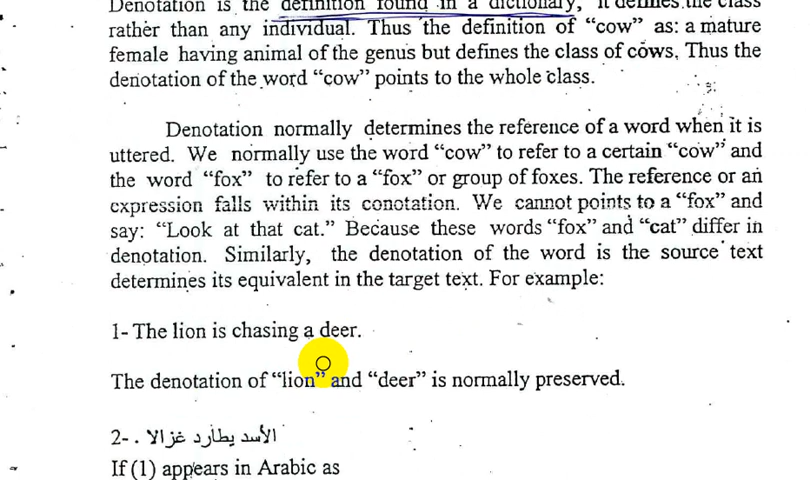 Denotation is the definition found in a dictionary, it defines the class
rather than any individual. Thus the definition of "cow" as: a mature
female having animal of the genus but defines the class of cows. Thus the
denotation of the word "cow" points to the whole class.
Denotation normally determines the reference of a word when it is
uttered. We normally use the word "cow" to refer to a certain "cow" and
the word "fox" to refer to a "fox" or group of foxes. The reference or an
expression falls within its conotation. We cannot points to a "fox" and
say: "Look at that cat." Because these words "fox" and "cat" differ in
denotation. Similarly, the denotation of the word is the source text
determines its equivalent in the target text. For example:
1- The lion is chasing a deer.
The denotation of "lion" and "deer" is normally preserved.
2- . الأسد يطارد غزالا
If (1) appears in Arabic as